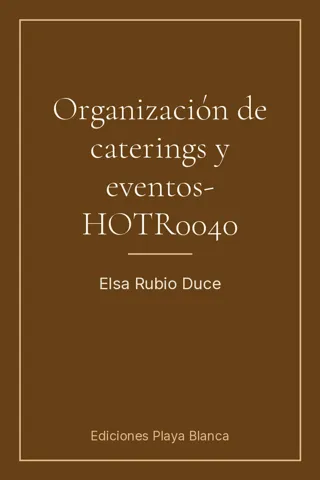 Organización de
caterings y
eventos-
HOTR0040
Elsa Rubio Duce
Ediciones Playa Blanca